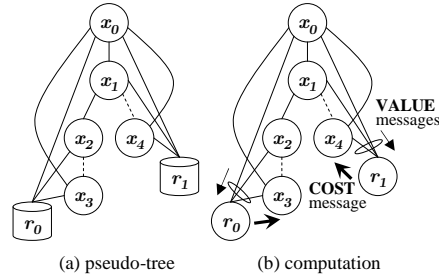 x0
x0
x1
x1
VALUE
messages
x2
x4
x2
x4
r1
r1
x3
x3
COST
message
r0
r0
(a) pseudo-tree
(b) computation